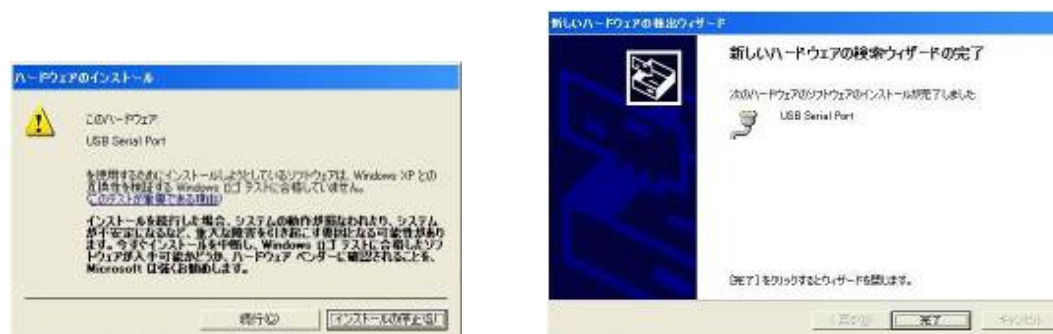 ハードウェアのインストール
このハードウェア
USB Serial Port
を使用するためにインストールしようとしているソフトウェアは、Windows XP との
互換性を検証する Windows ロゴ テストに合格していません。
(このテストが重要である理由)
インストールを続行した場合、システムの動作が損なわれたり、システム
が不安定になるなど、重大な障害を引き起こす要因となる可能性があり
ます。今すぐインストールを中断し、Windows ロゴ テストに合格したソフ
トウェアが入手可能かどうか、ハードウェア ベンダーに確認されることを、
Microsoft は強くお勧めします。
続行(C)
インストールの停止(S)
新しいハードウェアの検出ウィザード
新しいハードウェアの検索ウィザードの完了
次のハードウェアのソフトウェアのインストールが完了しました
USB Serial Port
[完了] をクリックするとウィザードを閉じます。
< 戻る(B)
完了
キャンセル